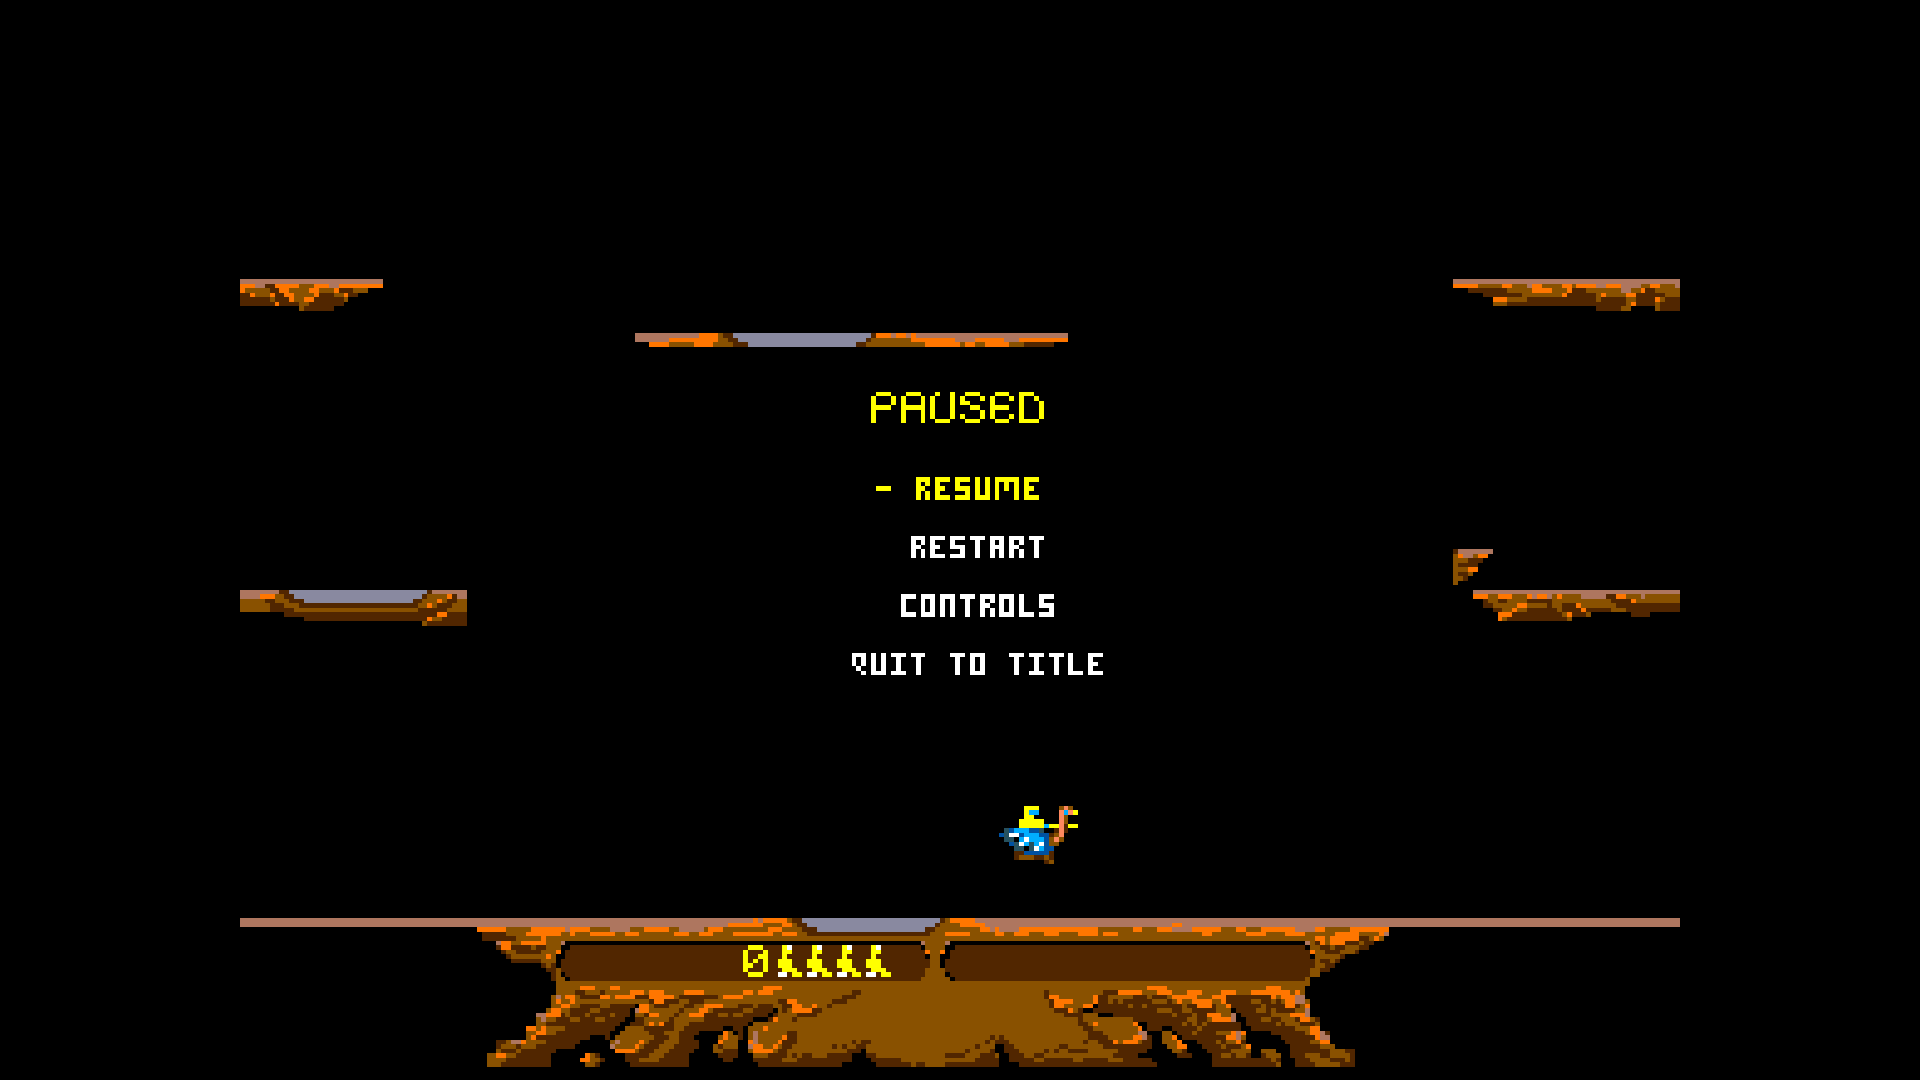 PAUSED
- RESUME
RESTART
CONTROLS
QUIT TO TITLE
0